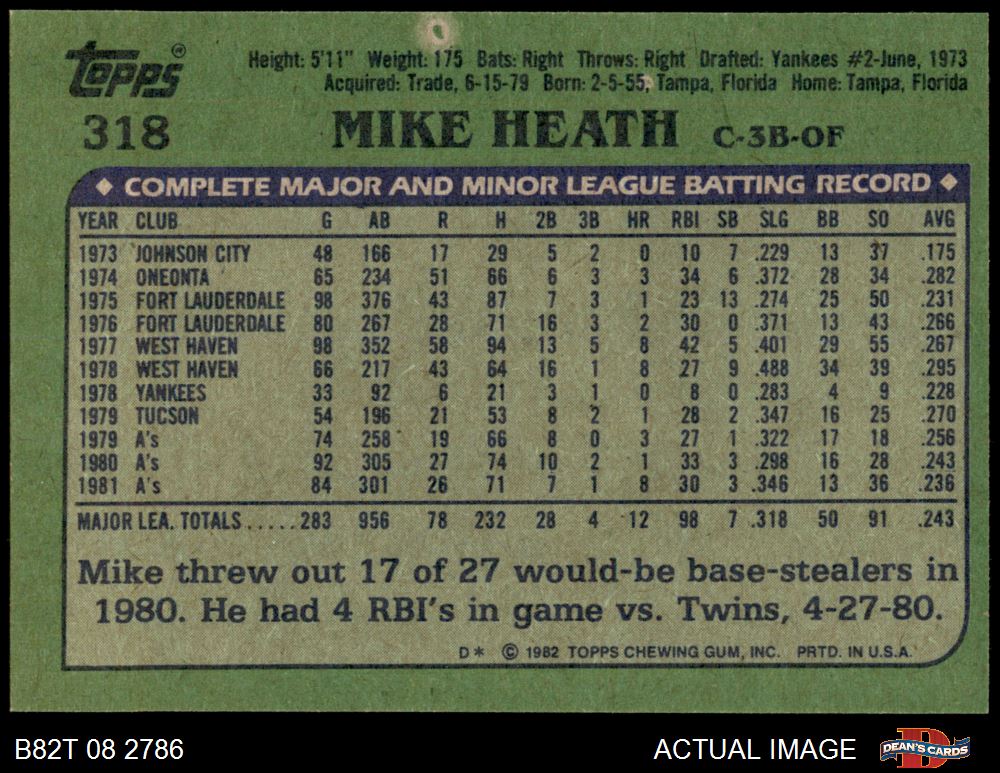 Topps®
Height: 5'11" Weight: 175 Bats: Right Throws: Right Drafted: Yankees #2-June, 1973
Acquired: Trade, 6-15-79 Born: 2-5-55, Tampa, Florida Home: Tampa, Florida
318 MIKE HEATH C-3B-OF
◆ COMPLETE MAJOR AND MINOR LEAGUE BATTING RECORD ◆
YEAR CLUB G AB R H 2B 3B HR RBI SB SLG BB SO AVG
1973 JOHNSON CITY 48 166 17 29 5 2 0 10 7 .229 13 37 .175
1974 ONEONTA 65 234 51 66 6 3 3 34 6 .372 28 34 .282
1975 FORT LAUDERDALE 98 376 43 87 7 3 1 23 13 .274 25 50 .231
1976 FORT LAUDERDALE 80 267 28 71 16 3 2 30 0 .371 13 43 .266
1977 WEST HAVEN 98 352 58 94 13 5 8 42 5 .401 29 55 .267
1978 WEST HAVEN 66 217 43 64 16 1 8 27 9 .488 34 39 .295
1978 YANKEES 33 92 6 21 3 1 0 8 0 .283 4 9 .228
1979 TUCSON 54 196 21 53 8 2 1 28 2 .347 16 25 .270
1979 A's 74 258 19 66 8 0 3 27 1 .322 17 18 .256
1980 A's 92 305 27 74 10 2 1 33 3 .298 16 28 .243
1981 A's 84 301 26 71 7 1 8 30 3 .346 13 36 .236
MAJOR LEA. TOTALS.....283 956 78 232 28 4 12 98 7 .318 50 91 .243
Mike threw out 17 of 27 would-be base-stealers in
1980. He had 4 RBI's in game vs. Twins, 4-27-80.
D* © 1982 TOPPS CHEWING GUM, INC. PRTD. IN U.S.A.
B82T 08 2786 ACTUAL IMAGE DEAN'S CARDS